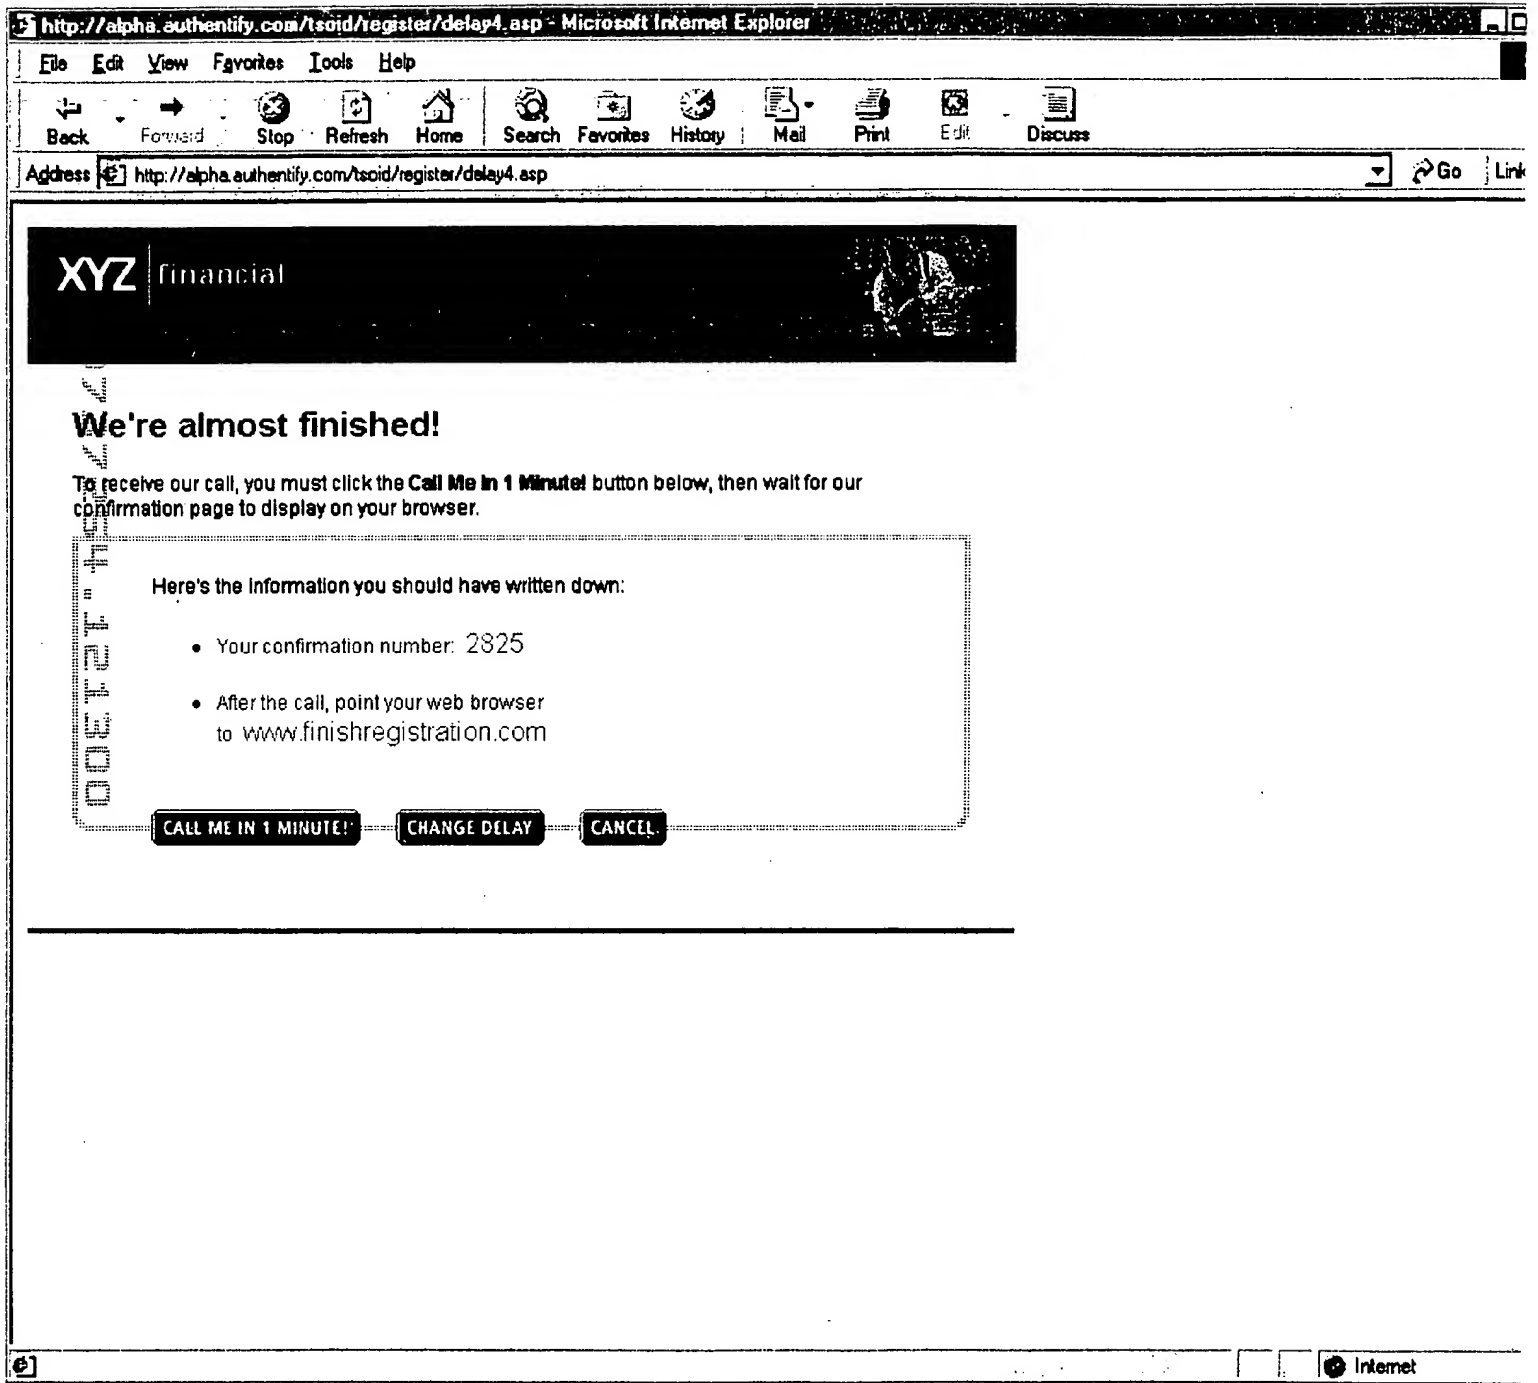 http://alpha.authentify.com/tsoid/register/delay4.asp - Microsoft Internet Explorer
File Edit View Favorites Tools Help
Back Forward Stop Refresh Home Search Favorites History Mail Print Edit Discuss
Address http://alpha.authentify.com/tsoid/register/delay4.asp Go Link
XYZ financial
We're almost finished!
To receive our call, you must click the Call Me in 1 Minute! button below, then wait for our
confirmation page to display on your browser.
Here's the information you should have written down:
• Your confirmation number: 2825
• After the call, point your web browser
to www.finishregistration.com
CALL ME IN 1 MINUTE! CHANGE DELAY CANCEL
121300
Internet